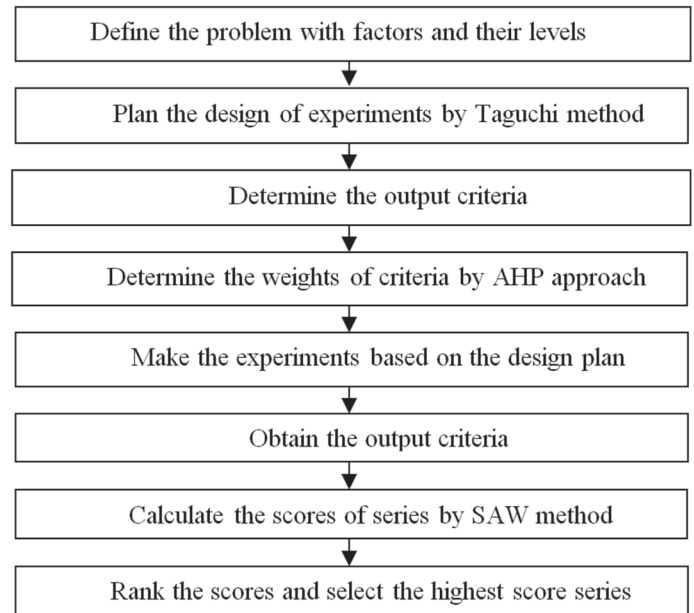 Define the problem with factors and their levels
Plan the design of experiments by Taguchi method
Determine the output criteria
Determine the weights of criteria by AHP approach
Make the experiments based on the design plan
Obtain the output criteria
Calculate the scores of series by SAW method
Rank the scores and select the highest score series